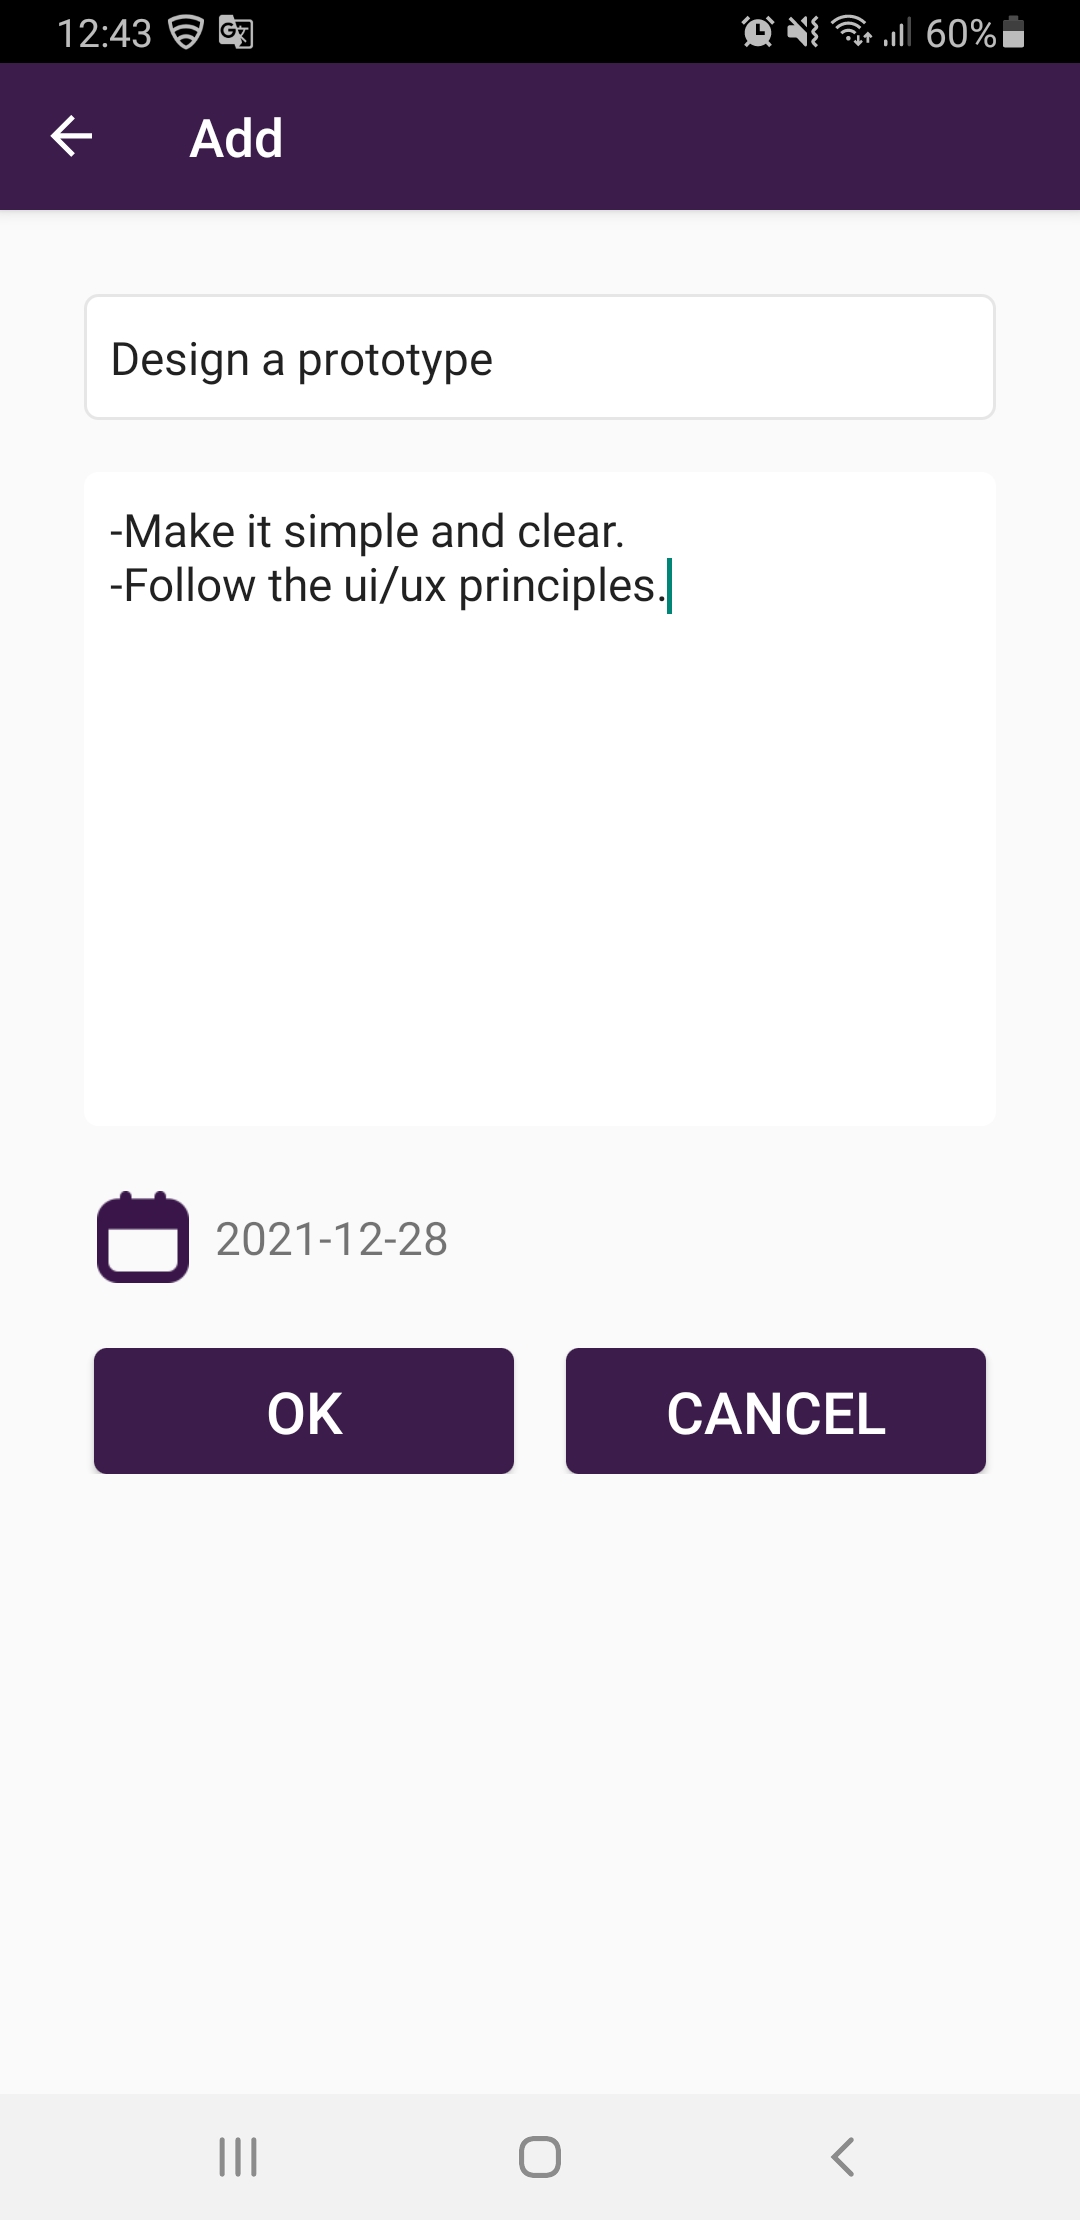 12:43
60%
Add
Design a prototype
-Make it simple and clear.
-Follow the ui/ux principles.
2021-12-28
OK
CANCEL